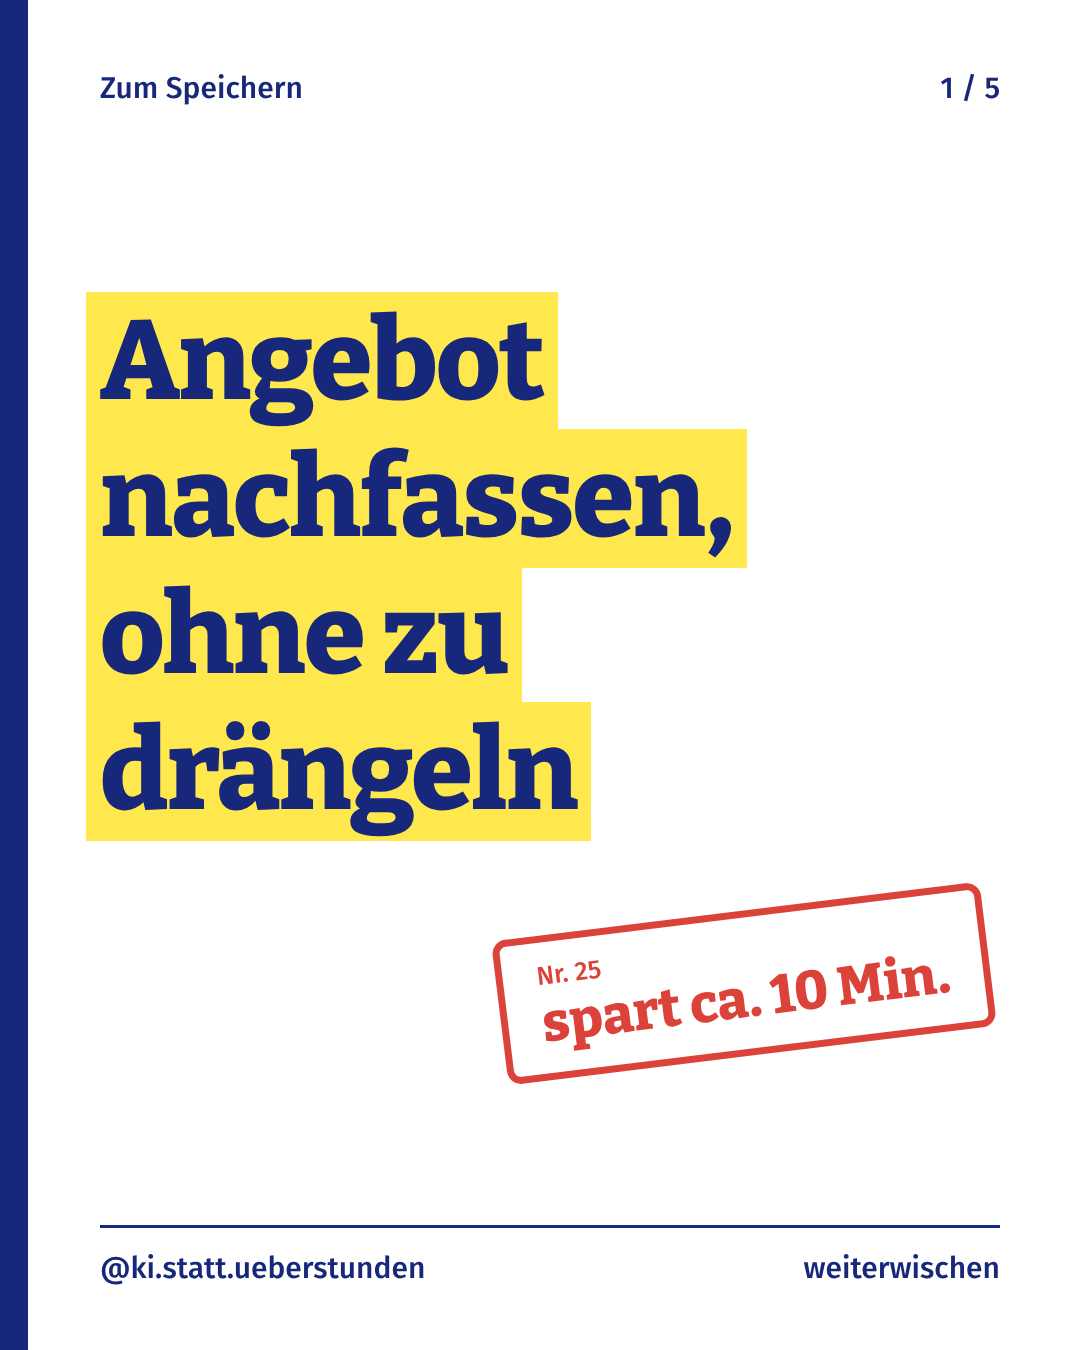 Zum Speichern
1 / 5
Angebot
nachfassen,
ohne zu
drängeln
Nr. 25
spart ca. 10 Min.
@ki.statt.ueberstunden
weiterwischen